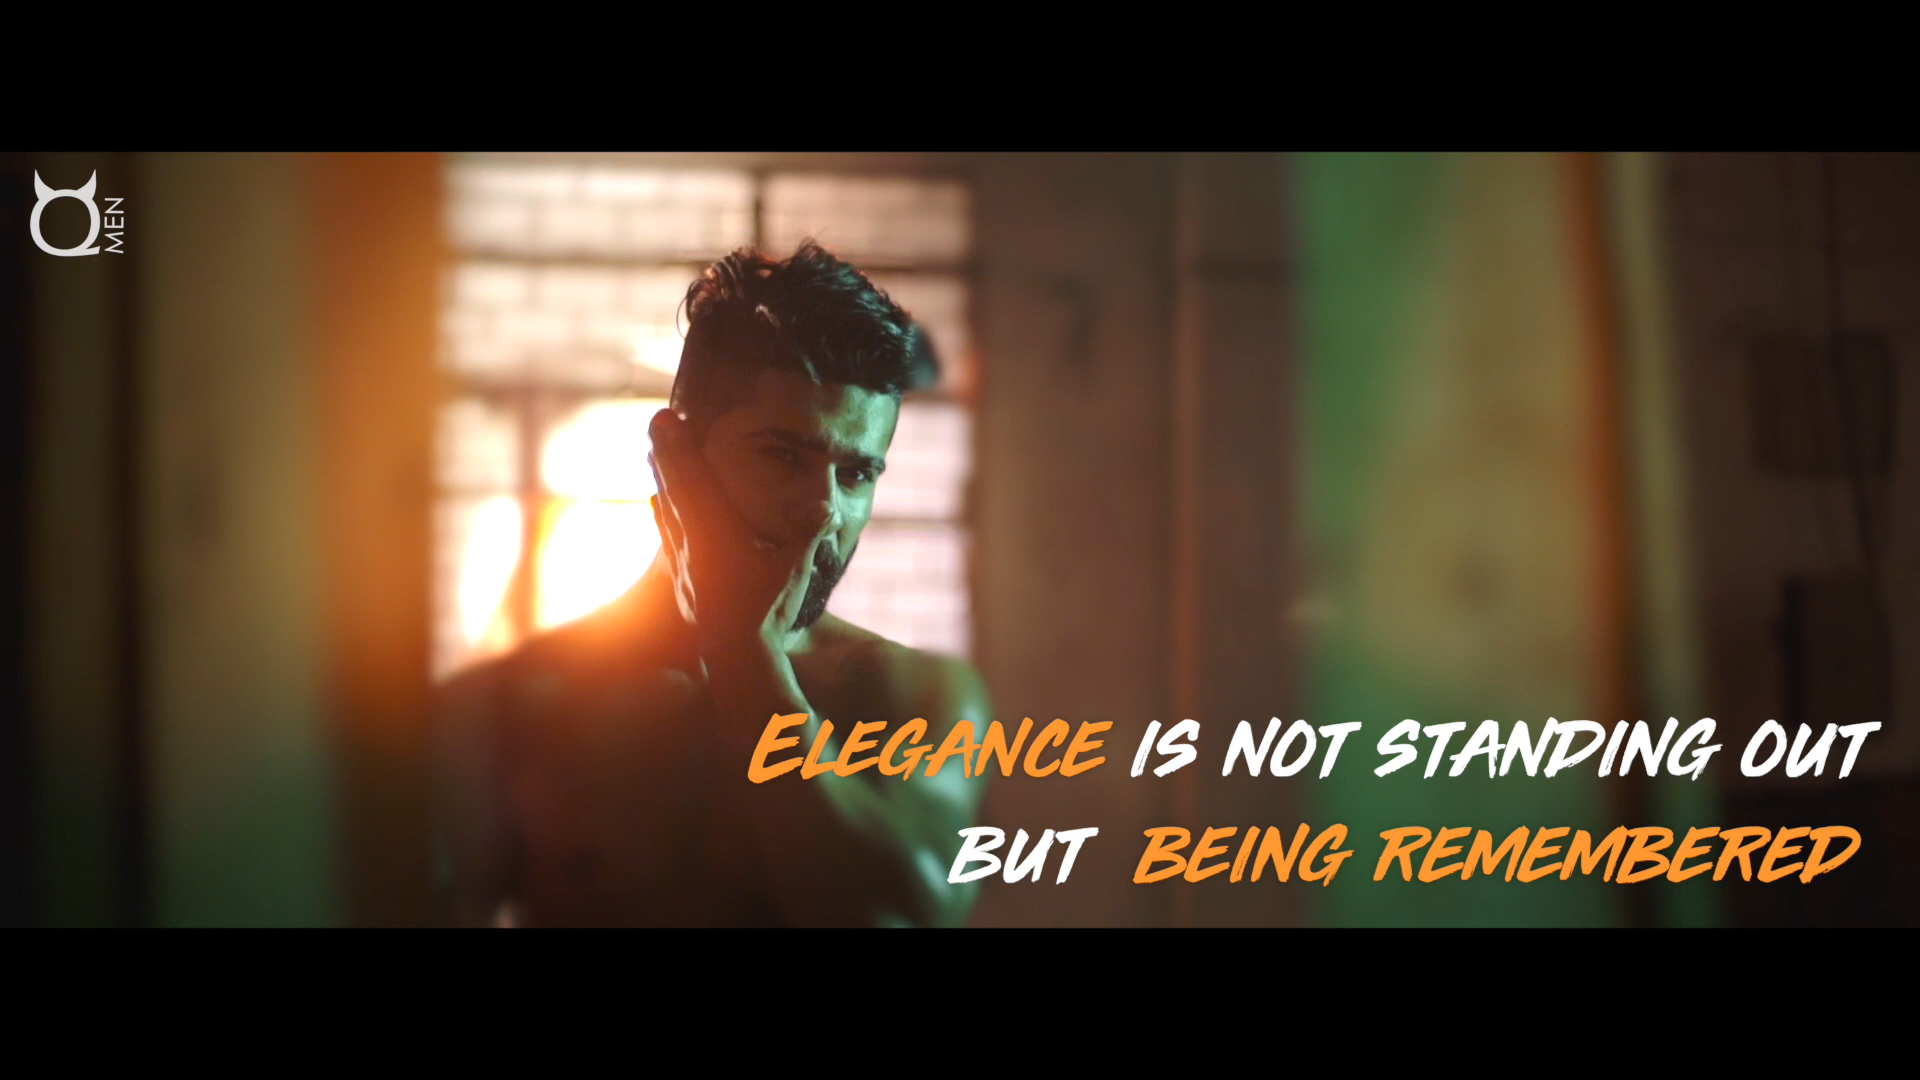 Q MEN
ELEGANCE IS NOT STANDING OUT
BUT BEING REMEMBERED